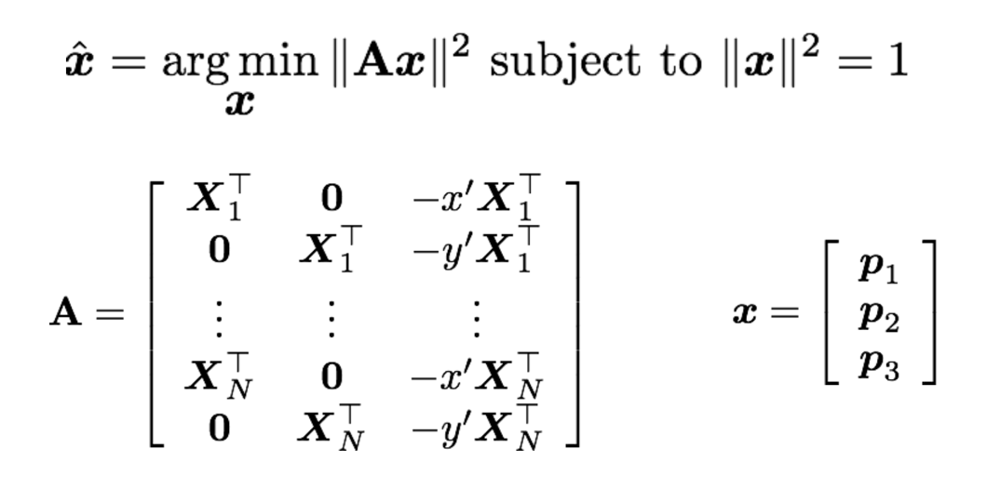 x̂ = arg min ‖Ax‖² subject to ‖x‖² = 1
x
A = [ X₁ᵀ 0 −x′X₁ᵀ
0 X₁ᵀ −y′X₁ᵀ
⋮ ⋮ ⋮
X_Nᵀ 0 −x′X_Nᵀ
0 X_Nᵀ −y′X_Nᵀ ]
x = [ p₁
p₂
p₃ ]